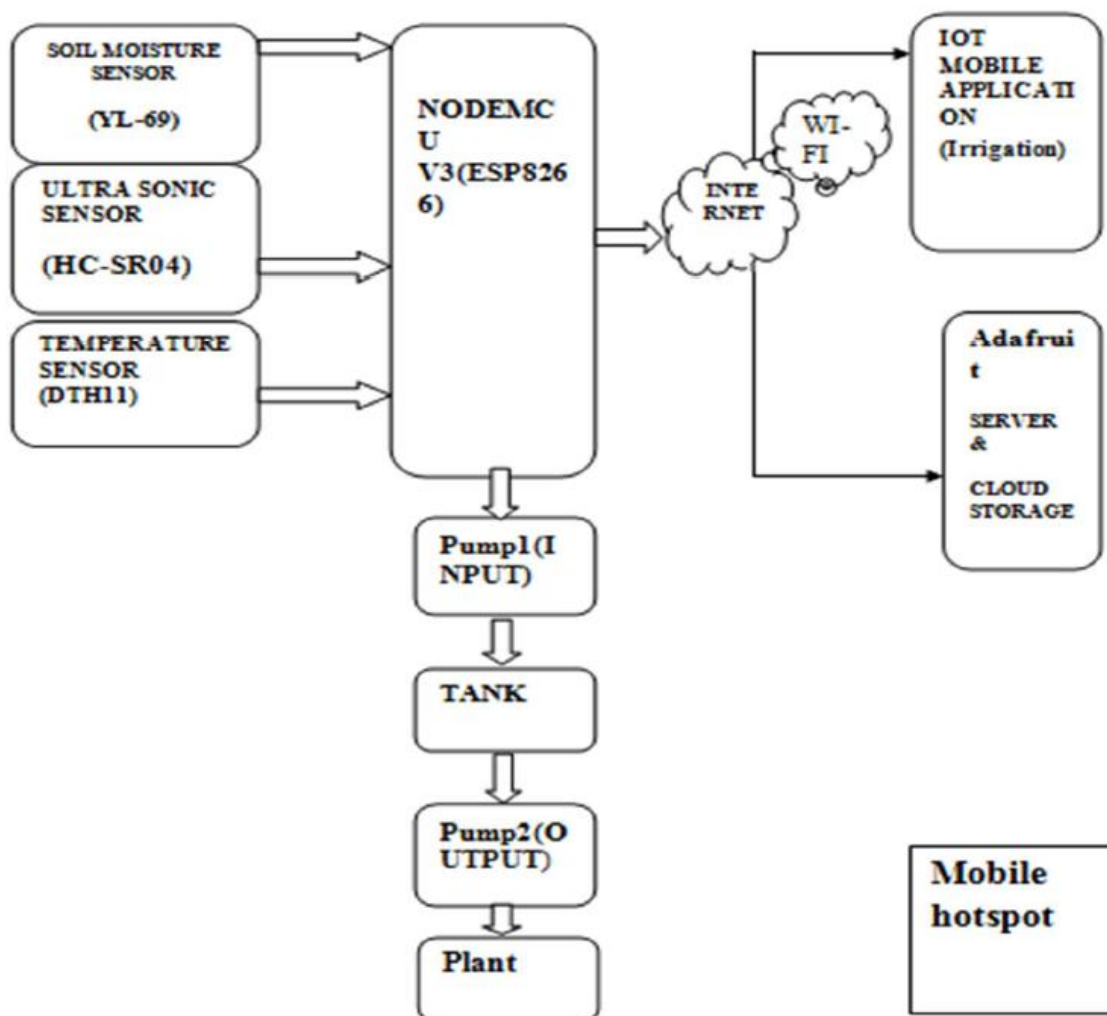 SOIL MOISTURE
SENSOR
(YL-69)
ULTRA SONIC
SENSOR
(HC-SR04)
TEMPERATURE
SENSOR
(DTH11)
NODEMC
U
V3(ESP826
6)
INTE
RNET
WI-
FI
IOT
MOBILE
APPLICATI
ON
(Irrigation)
Adafrui
t
SERVER
&
CLOUD
STORAGE
Pump1(I
NPUT)
TANK
Pump2(O
UTPUT)
Plant
Mobile
hotspot